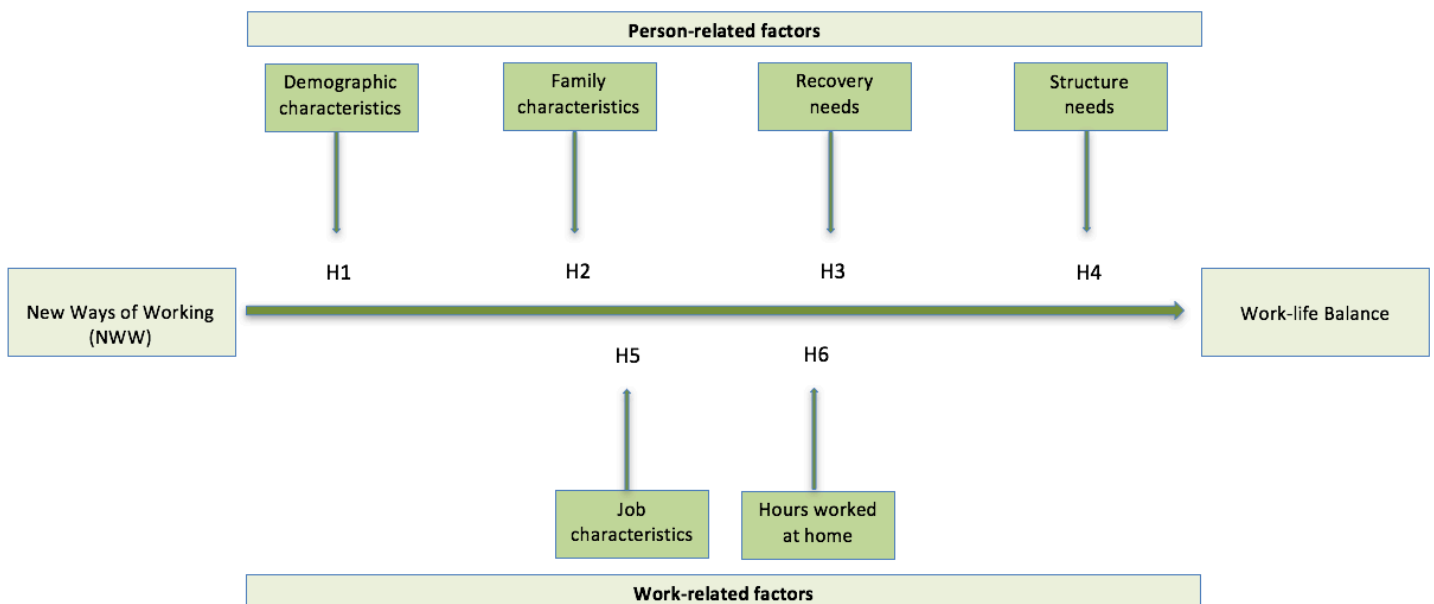 Person-related factors
Demographic
characteristics
Family
characteristics
Recovery
needs
Structure
needs
H1
H2
H3
H4
New Ways of Working
(NWW)
Work-life Balance
H5
H6
Job
characteristics
Hours worked
at home
Work-related factors